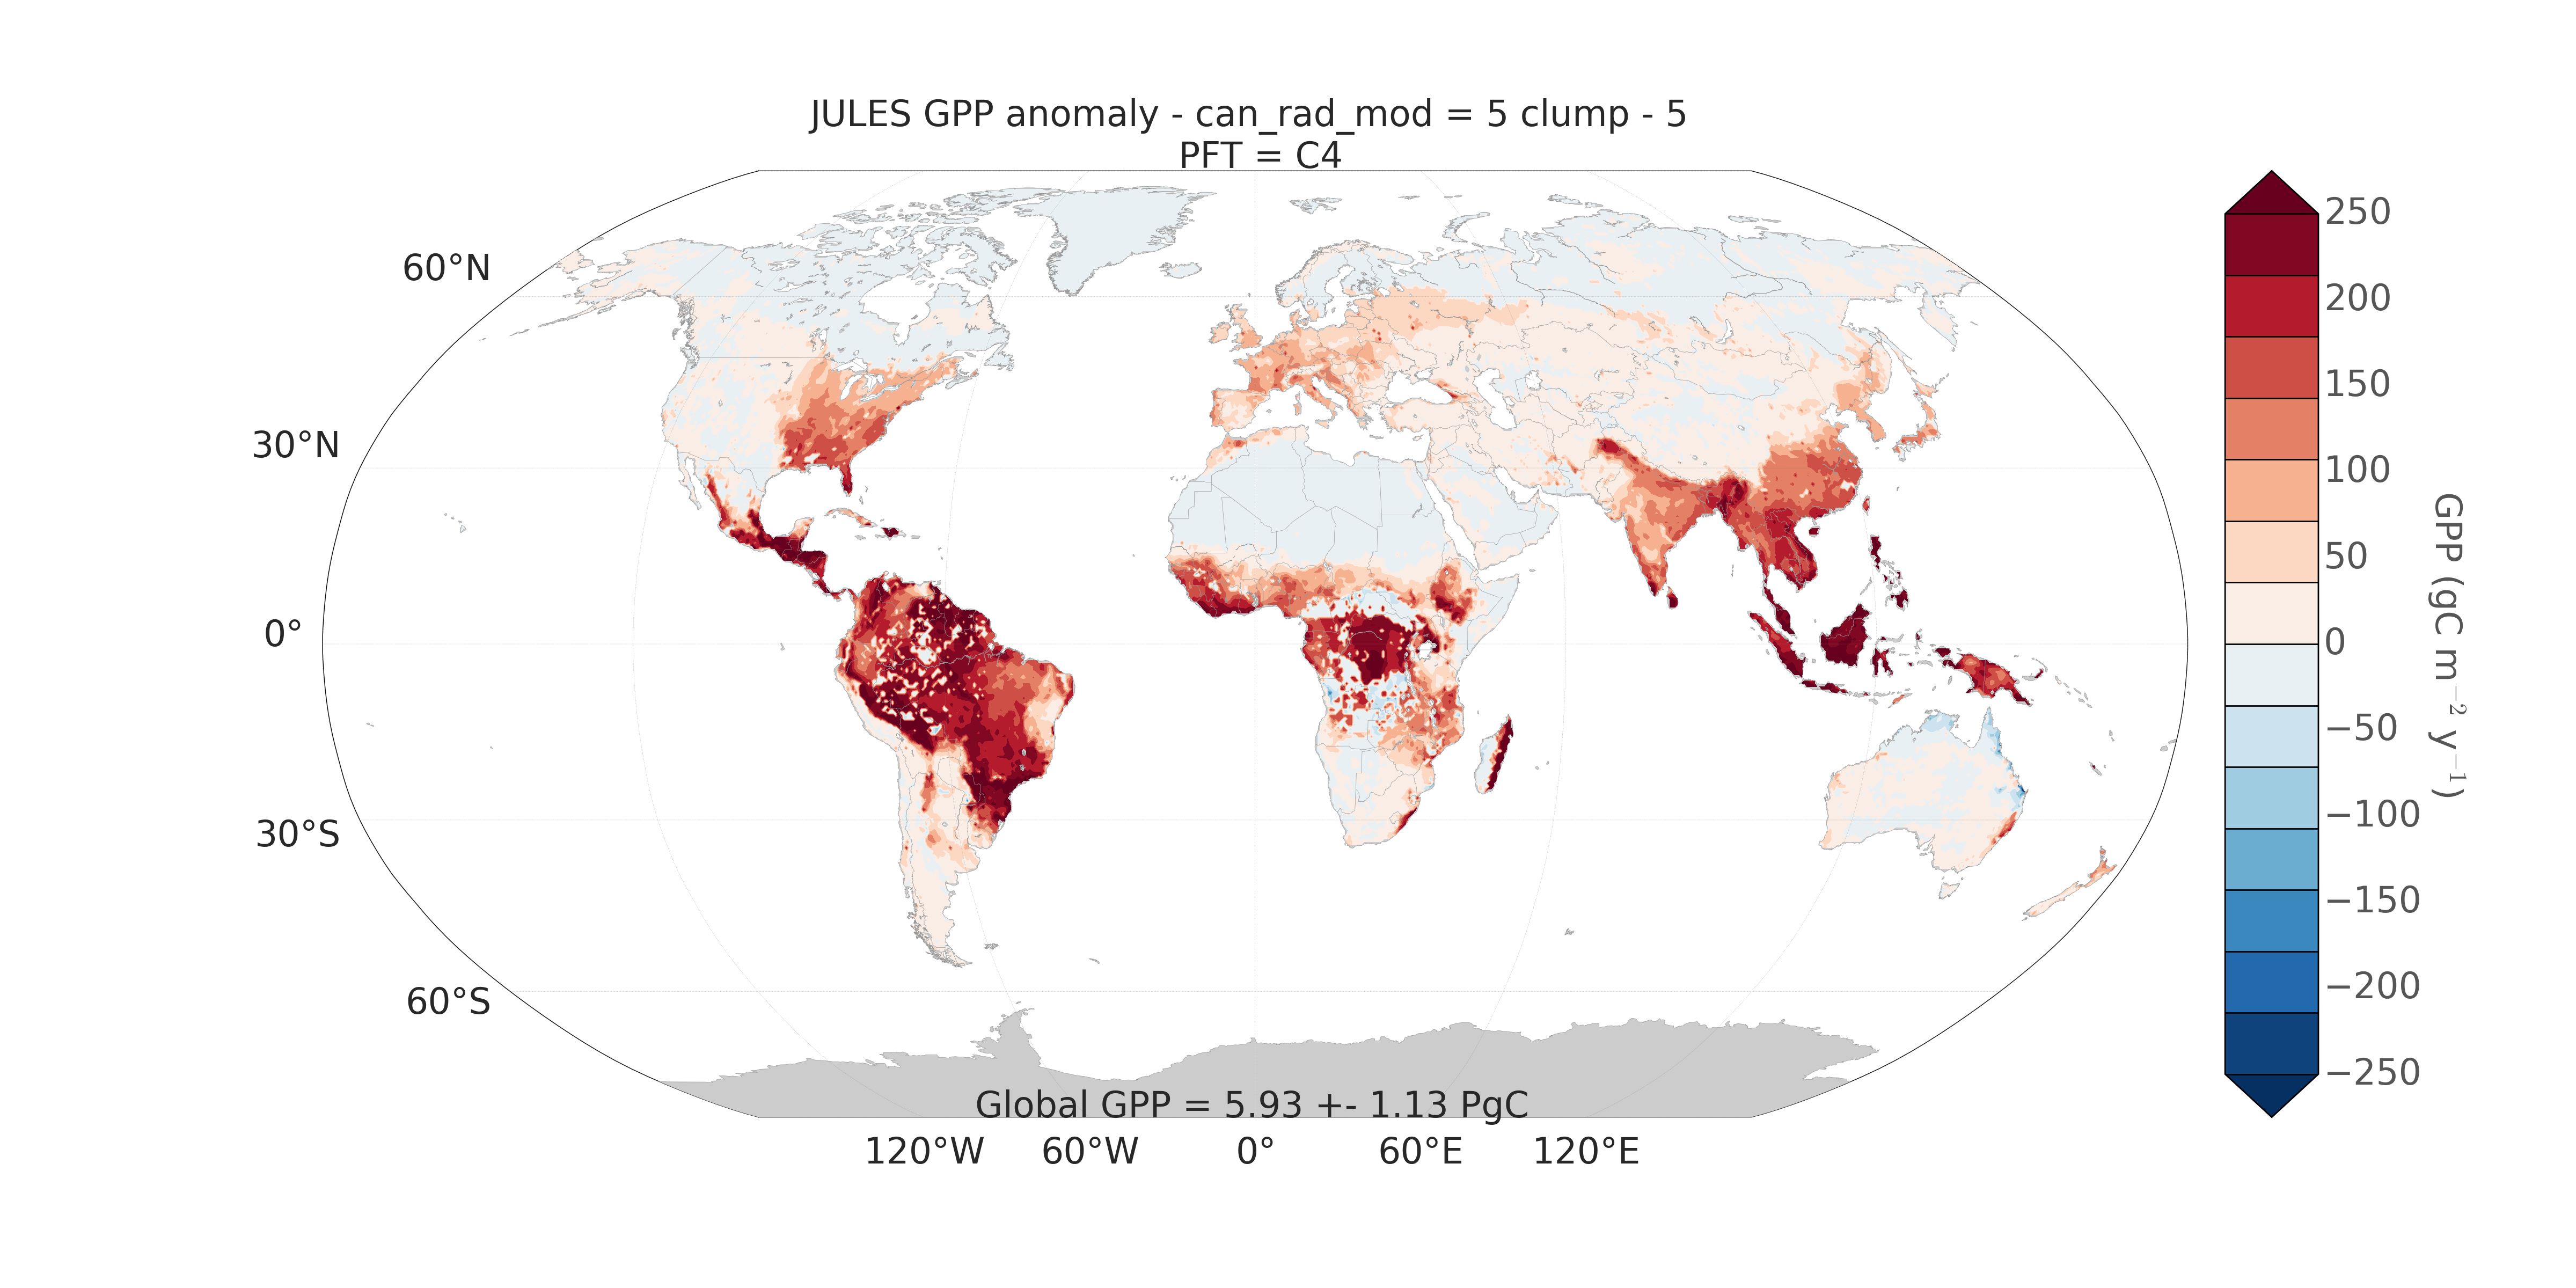 JULES GPP anomaly - can_rad_mod = 5 clump - 5
PFT = C4
60°N
30°N
0°
30°S
60°S
Global GPP = 5.93 +- 1.13 PgC
120°W 60°W 0° 60°E 120°E
250
200
150
100
50
0
−50
−100
−150
−200
−250
GPP (gC m⁻² y⁻¹)